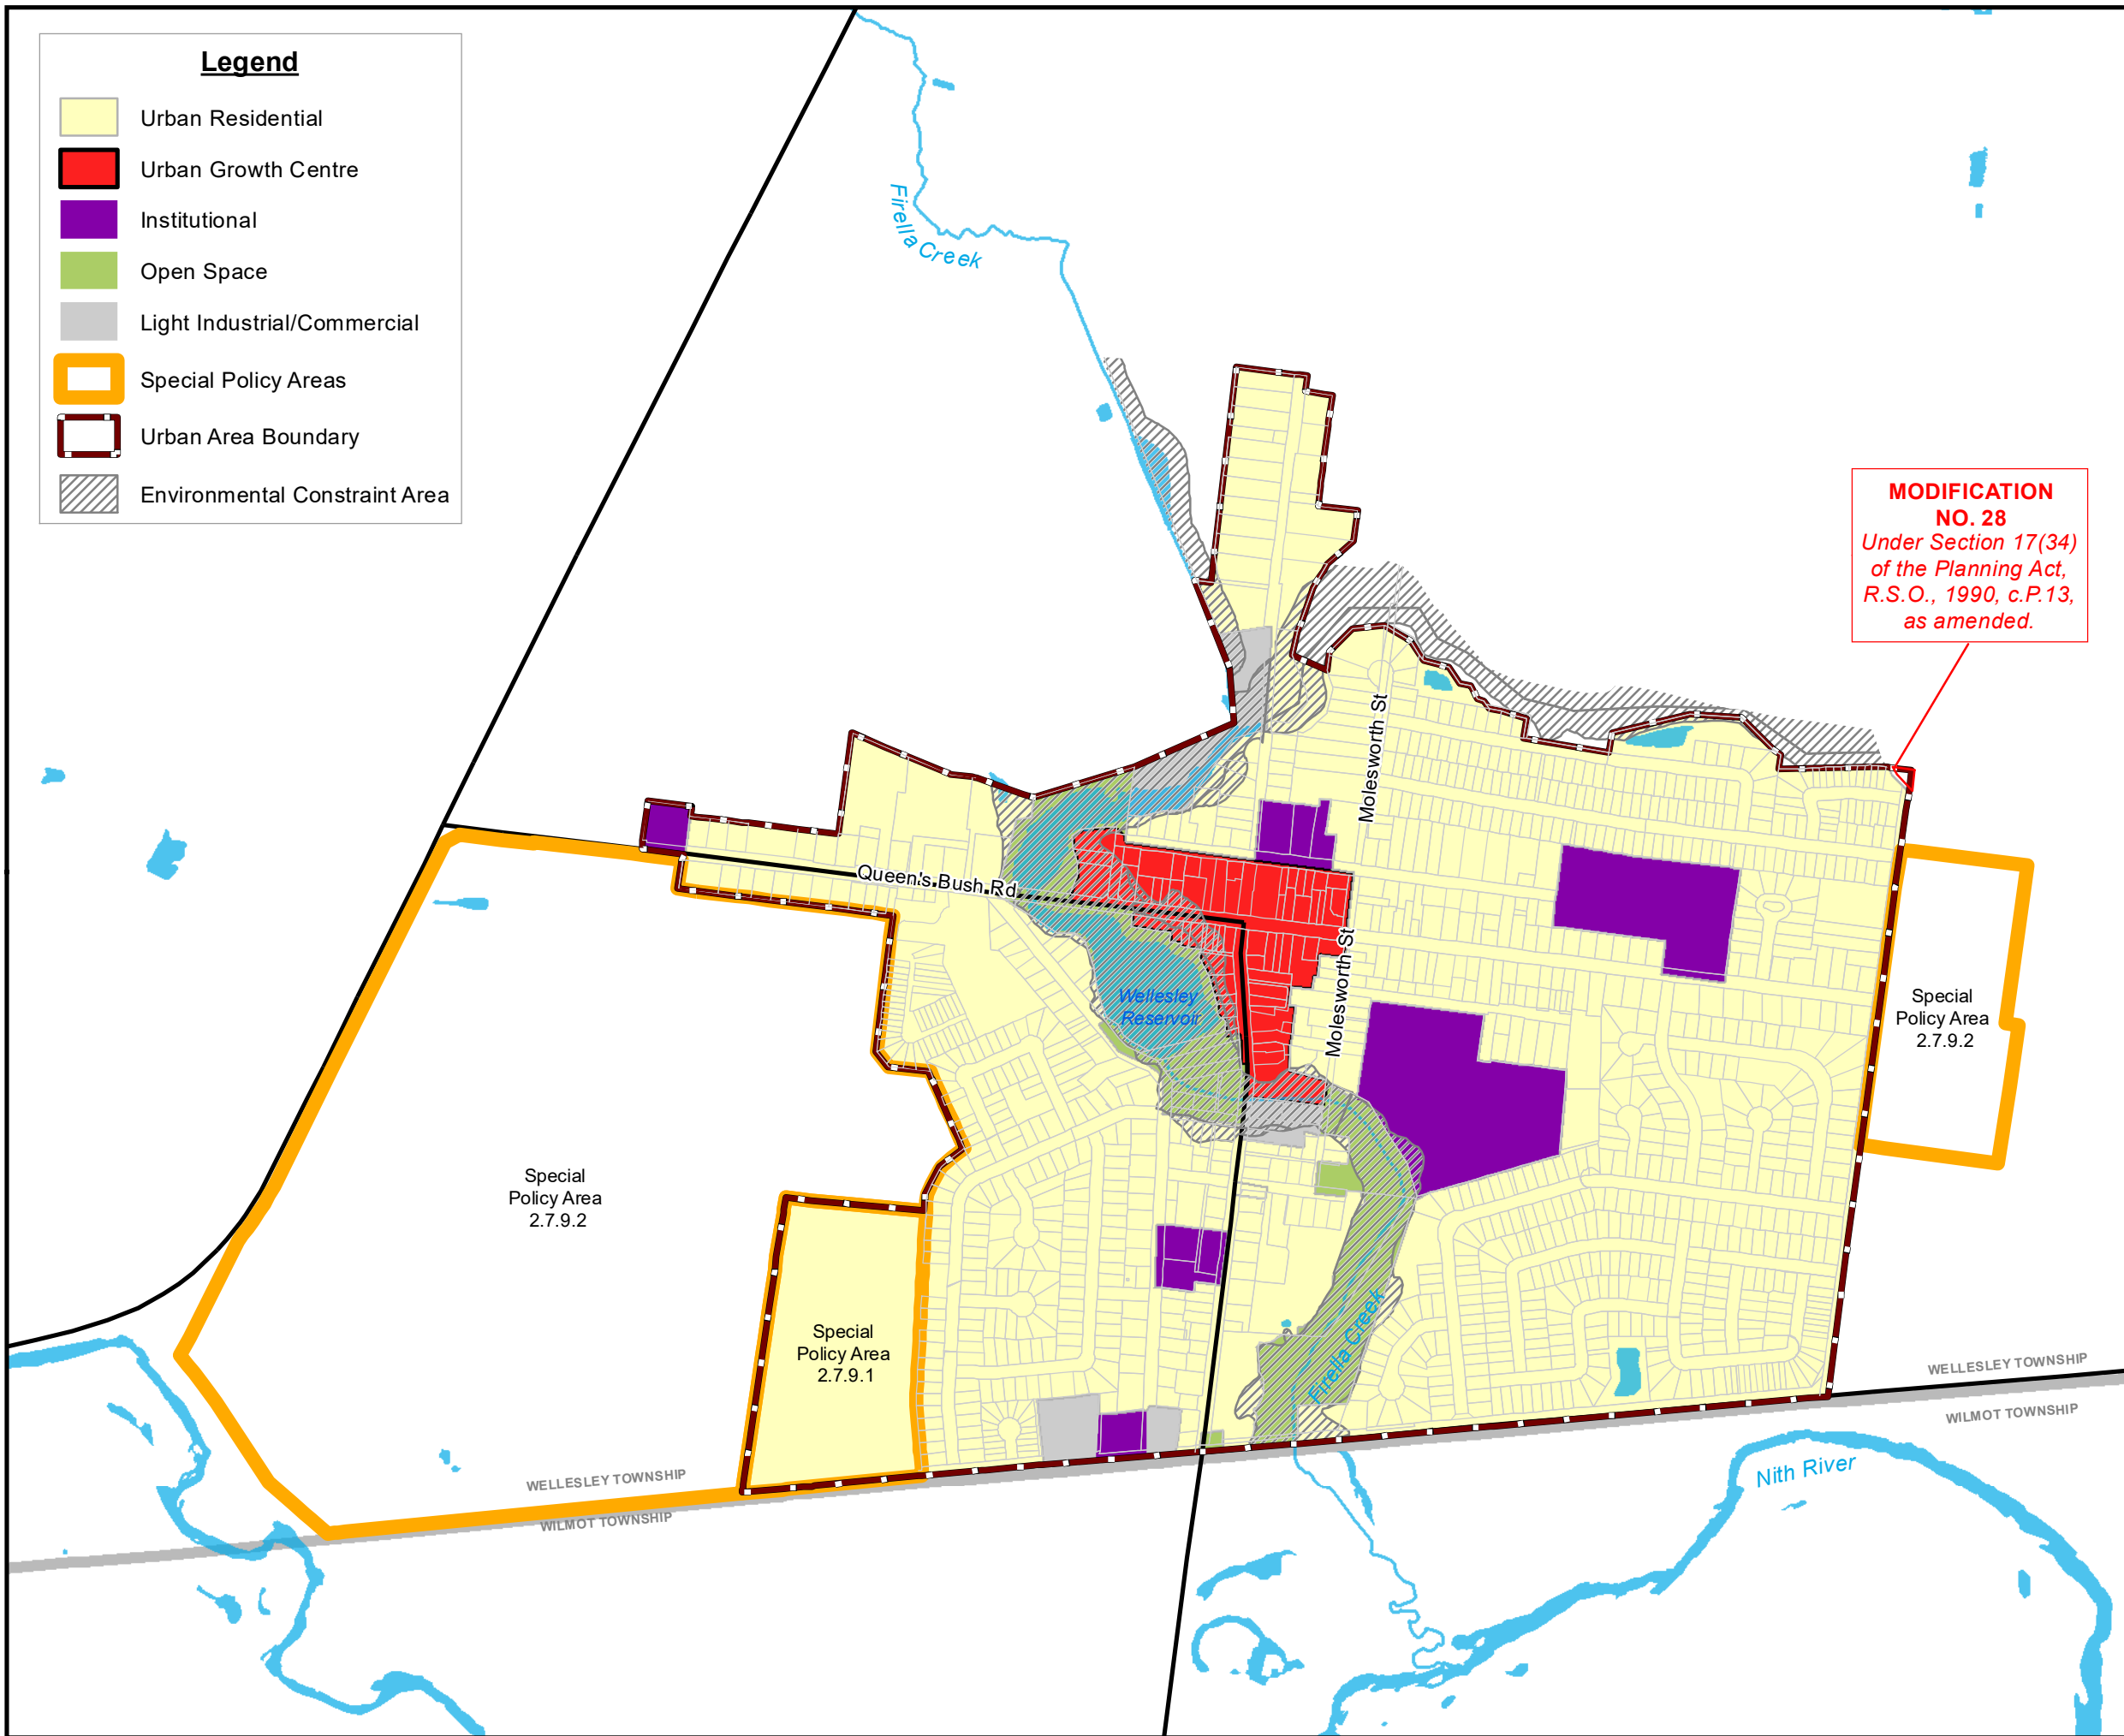 Legend
Urban Residential
Urban Growth Centre
Institutional
Open Space
Light Industrial/Commercial
Special Policy Areas
Urban Area Boundary
Environmental Constraint Area
Firella Creek
MODIFICATION
NO. 28
Under Section 17(34)
of the Planning Act,
R.S.O., 1990, c.P.13,
as amended.
Molesworth St
Queen's Bush Rd
Molesworth St
Wellesley
Reservoir
Special
Policy Area
2.7.9.2
Special
Policy Area
2.7.9.2
Special
Policy Area
2.7.9.1
Firella Creek
WELLESLEY TOWNSHIP
WILMOT TOWNSHIP
Nith River
WELLESLEY TOWNSHIP
WILMOT TOWNSHIP